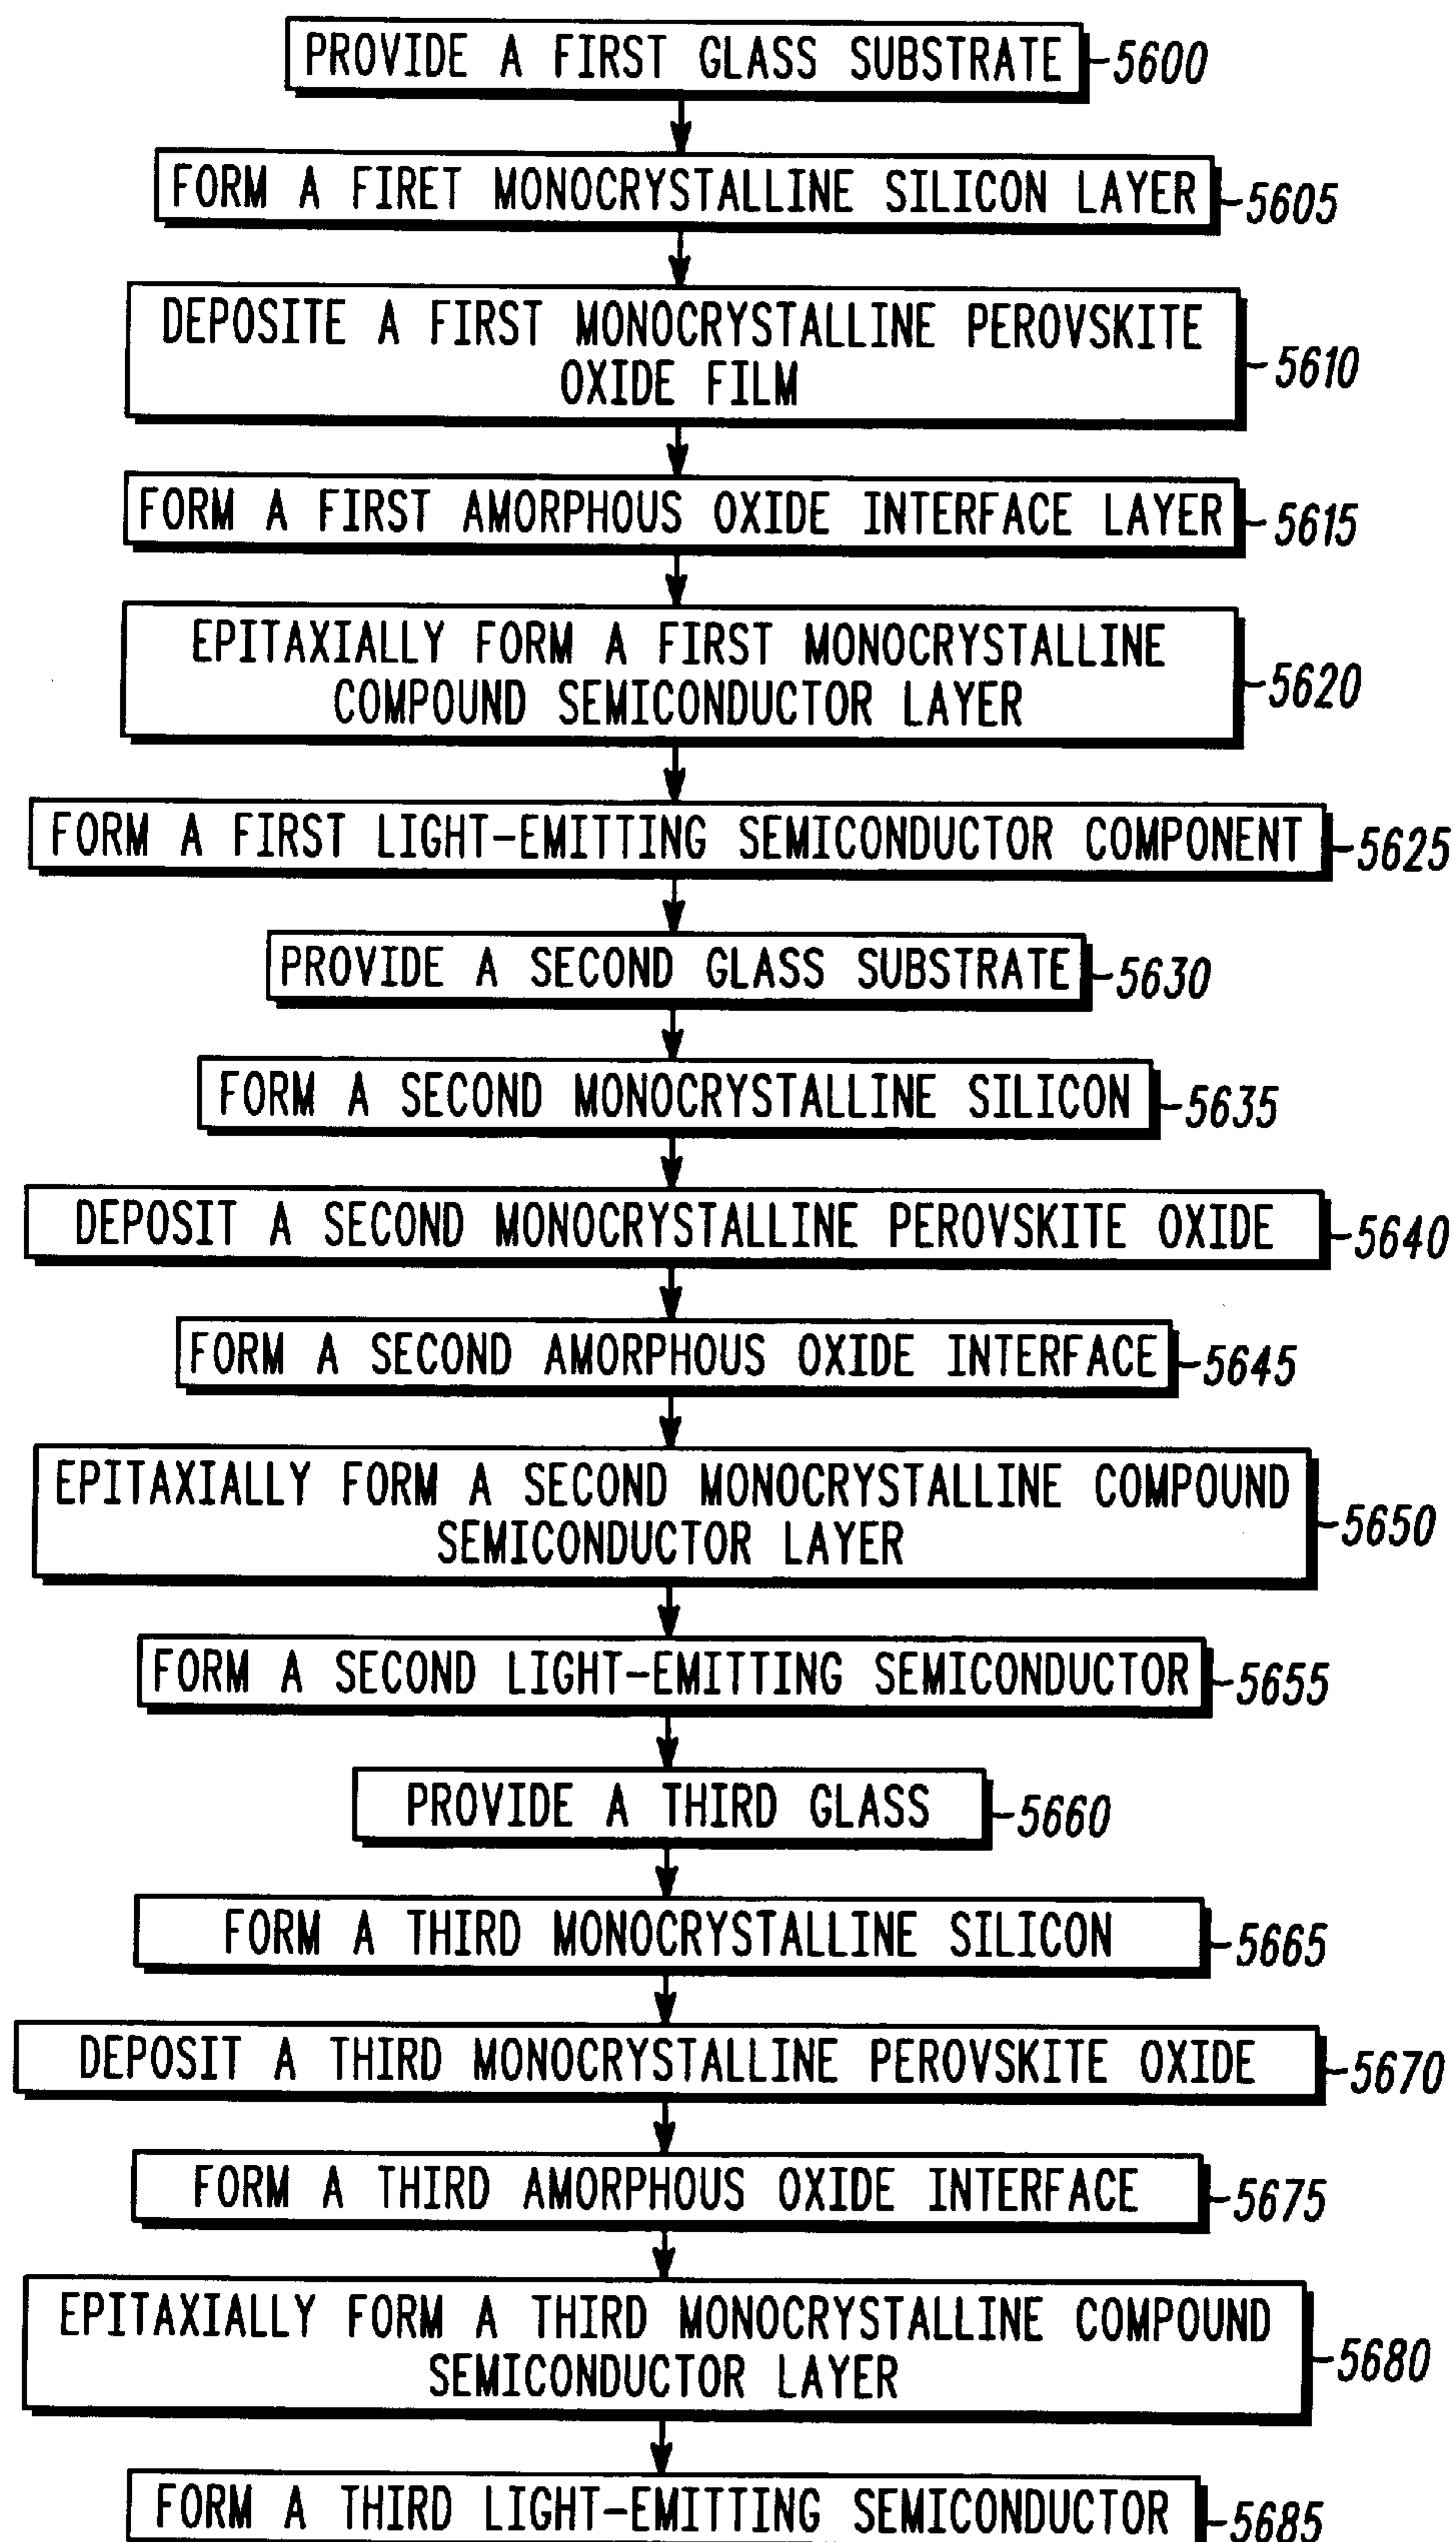 PROVIDE A FIRST GLASS SUBSTRATE 5600
FORM A FIRET MONOCRYSTALLINE SILICON LAYER 5605
DEPOSITE A FIRST MONOCRYSTALLINE PEROVSKITE
OXIDE FILM 5610
FORM A FIRST AMORPHOUS OXIDE INTERFACE LAYER 5615
EPITAXIALLY FORM A FIRST MONOCRYSTALLINE
COMPOUND SEMICONDUCTOR LAYER 5620
FORM A FIRST LIGHT-EMITTING SEMICONDUCTOR COMPONENT 5625
PROVIDE A SECOND GLASS SUBSTRATE 5630
FORM A SECOND MONOCRYSTALLINE SILICON 5635
DEPOSIT A SECOND MONOCRYSTALLINE PEROVSKITE OXIDE 5640
FORM A SECOND AMORPHOUS OXIDE INTERFACE 5645
EPITAXIALLY FORM A SECOND MONOCRYSTALLINE COMPOUND
SEMICONDUCTOR LAYER 5650
FORM A SECOND LIGHT-EMITTING SEMICONDUCTOR 5655
PROVIDE A THIRD GLASS 5660
FORM A THIRD MONOCRYSTALLINE SILICON 5665
DEPOSIT A THIRD MONOCRYSTALLINE PEROVSKITE OXIDE 5670
FORM A THIRD AMORPHOUS OXIDE INTERFACE 5675
EPITAXIALLY FORM A THIRD MONOCRYSTALLINE COMPOUND
SEMICONDUCTOR LAYER 5680
FORM A THIRD LIGHT-EMITTING SEMICONDUCTOR 5685